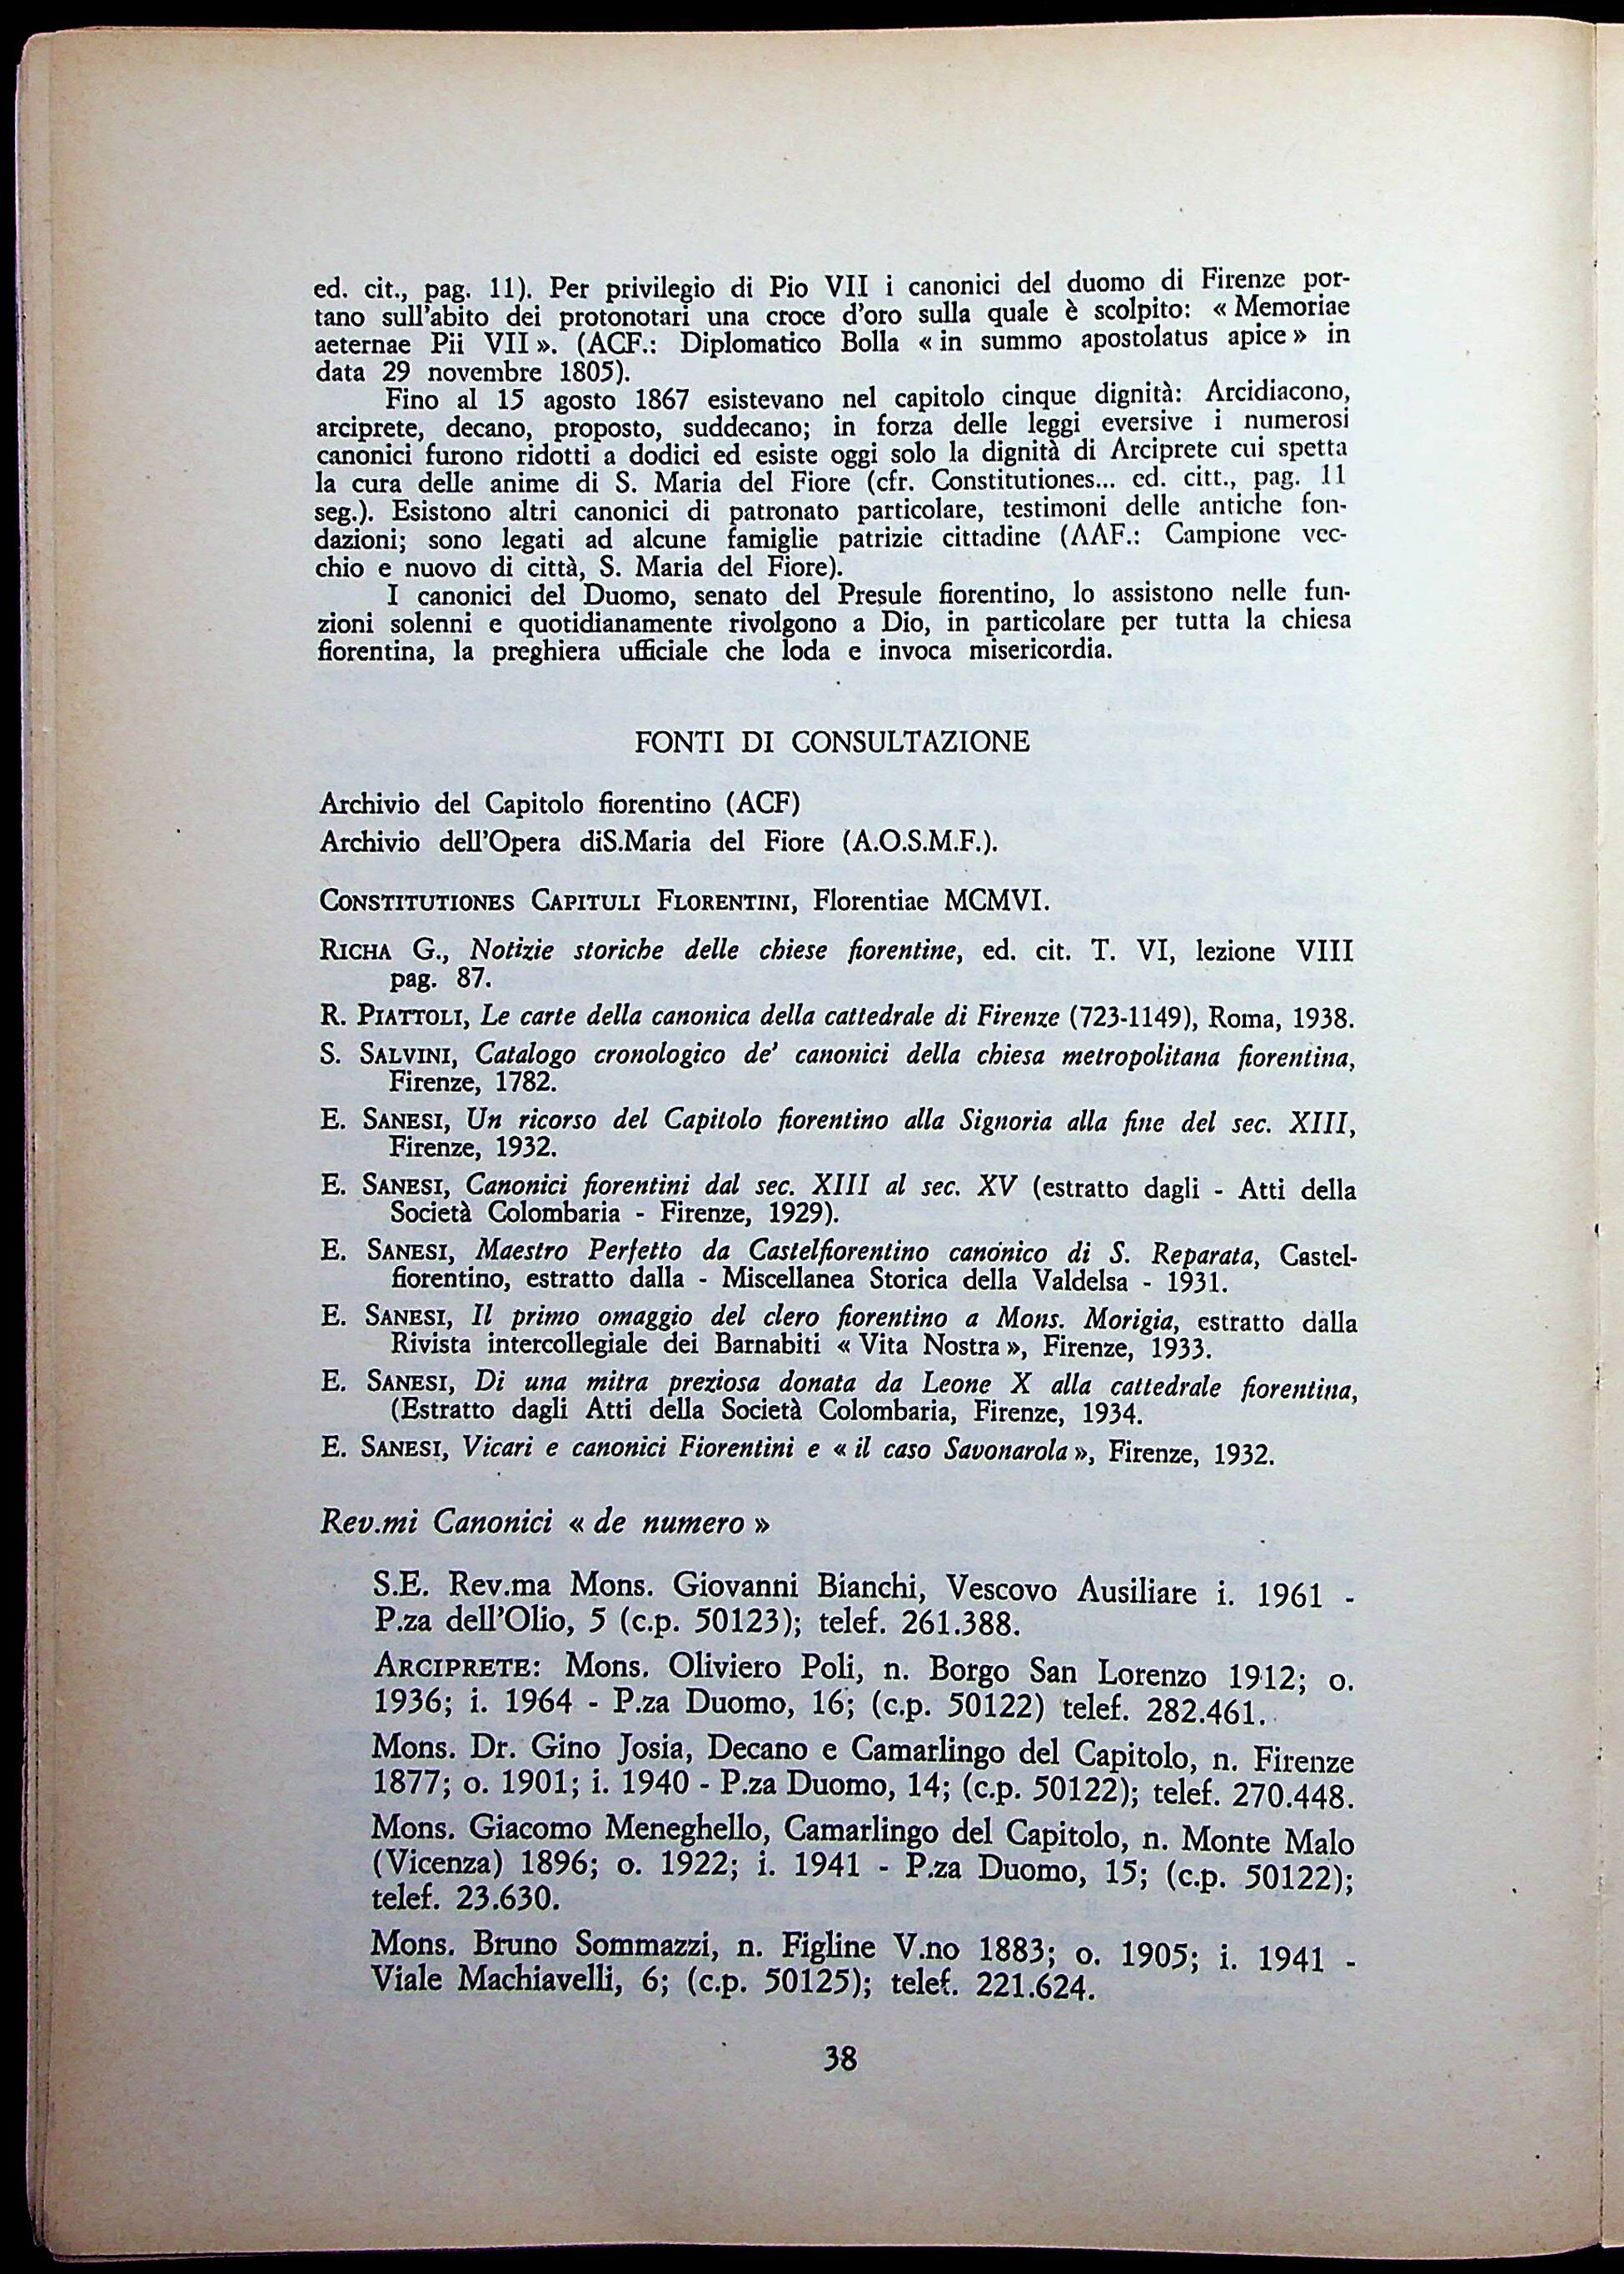 ed. cit., pag. 11). Per privilegio di Pio VII i canonici del duomo di Firenze por-
tano sull'abito dei protonotari una croce d'oro sulla quale è scolpito: « Memoriae
aeternae Pii VII ». (ACF.: Diplomatico Bolla « in summo apostolatus apice » in
data 29 novembre 1805).
Fino al 15 agosto 1867 esistevano nel capitolo cinque dignità: Arcidiacono,
arciprete, decano, proposto, suddecano; in forza delle leggi eversive i numerosi
canonici furono ridotti a dodici ed esiste oggi solo la dignità di Arciprete cui spetta
la cura delle anime di S. Maria del Fiore (cfr. Constitutiones... ed. citt., pag. 11
seg.). Esistono altri canonici di patronato particolare, testimoni delle antiche fon-
dazioni; sono legati ad alcune famiglie patrizie cittadine (AAF.: Campione vec-
chio e nuovo di città, S. Maria del Fiore).
I canonici del Duomo, senato del Presule fiorentino, lo assistono nelle fun-
zioni solenni e quotidianamente rivolgono a Dio, in particolare per tutta la chiesa
fiorentina, la preghiera ufficiale che loda e invoca misericordia.
FONTI DI CONSULTAZIONE
Archivio del Capitolo fiorentino (ACF)
Archivio dell'Opera diS.Maria del Fiore (A.O.S.M.F.).
CONSTITUTIONES CAPITULI FLORENTINI, Florentiae MCMVI.
RICHA G., Notizie storiche delle chiese fiorentine, ed. cit. T. VI, lezione VIII
pag. 87.
R. PIATTOLI, Le carte della canonica della cattedrale di Firenze (723-1149), Roma, 1938.
S. SALVINI, Catalogo cronologico de' canonici della chiesa metropolitana fiorentina,
Firenze, 1782.
E. SANESI, Un ricorso del Capitolo fiorentino alla Signoria alla fine del sec. XIII,
Firenze, 1932.
E. SANESI, Canonici fiorentini dal sec. XIII al sec. XV (estratto dagli - Atti della
Società Colombaria - Firenze, 1929).
E. SANESI, Maestro Perfetto da Castelfiorentino canonico di S. Reparata, Castel-
fiorentino, estratto dalla - Miscellanea Storica della Valdelsa - 1931.
E. SANESI, Il primo omaggio del clero fiorentino a Mons. Morigia, estratto dalla
Rivista intercollegiale dei Barnabiti « Vita Nostra », Firenze, 1933.
E. SANESI, Di una mitra preziosa donata da Leone X alla cattedrale fiorentina,
(Estratto dagli Atti della Società Colombaria, Firenze, 1934.
E. SANESI, Vicari e canonici Fiorentini e « il caso Savonarola », Firenze, 1932.
Rev.mi Canonici « de numero »
S.E. Rev.ma Mons. Giovanni Bianchi, Vescovo Ausiliare i. 1961 -
P.za dell'Olio, 5 (c.p. 50123); telef. 261.388.
ARCIPRETE: Mons. Oliviero Poli, n. Borgo San Lorenzo 1912; o.
1936; i. 1964 - P.za Duomo, 16; (c.p. 50122) telef. 282.461.
Mons. Dr. Gino Josia, Decano e Camarlingo del Capitolo, n. Firenze
1877; o. 1901; i. 1940 - P.za Duomo, 14; (c.p. 50122); telef. 270.448.
Mons. Giacomo Meneghello, Camarlingo del Capitolo, n. Monte Malo
(Vicenza) 1896; o. 1922; i. 1941 - P.za Duomo, 15; (c.p. 50122);
telef. 23.630.
Mons. Bruno Sommazzi, n. Figline V.no 1883; o. 1905; i. 1941 -
Viale Machiavelli, 6; (c.p. 50125); telef. 221.624.
38